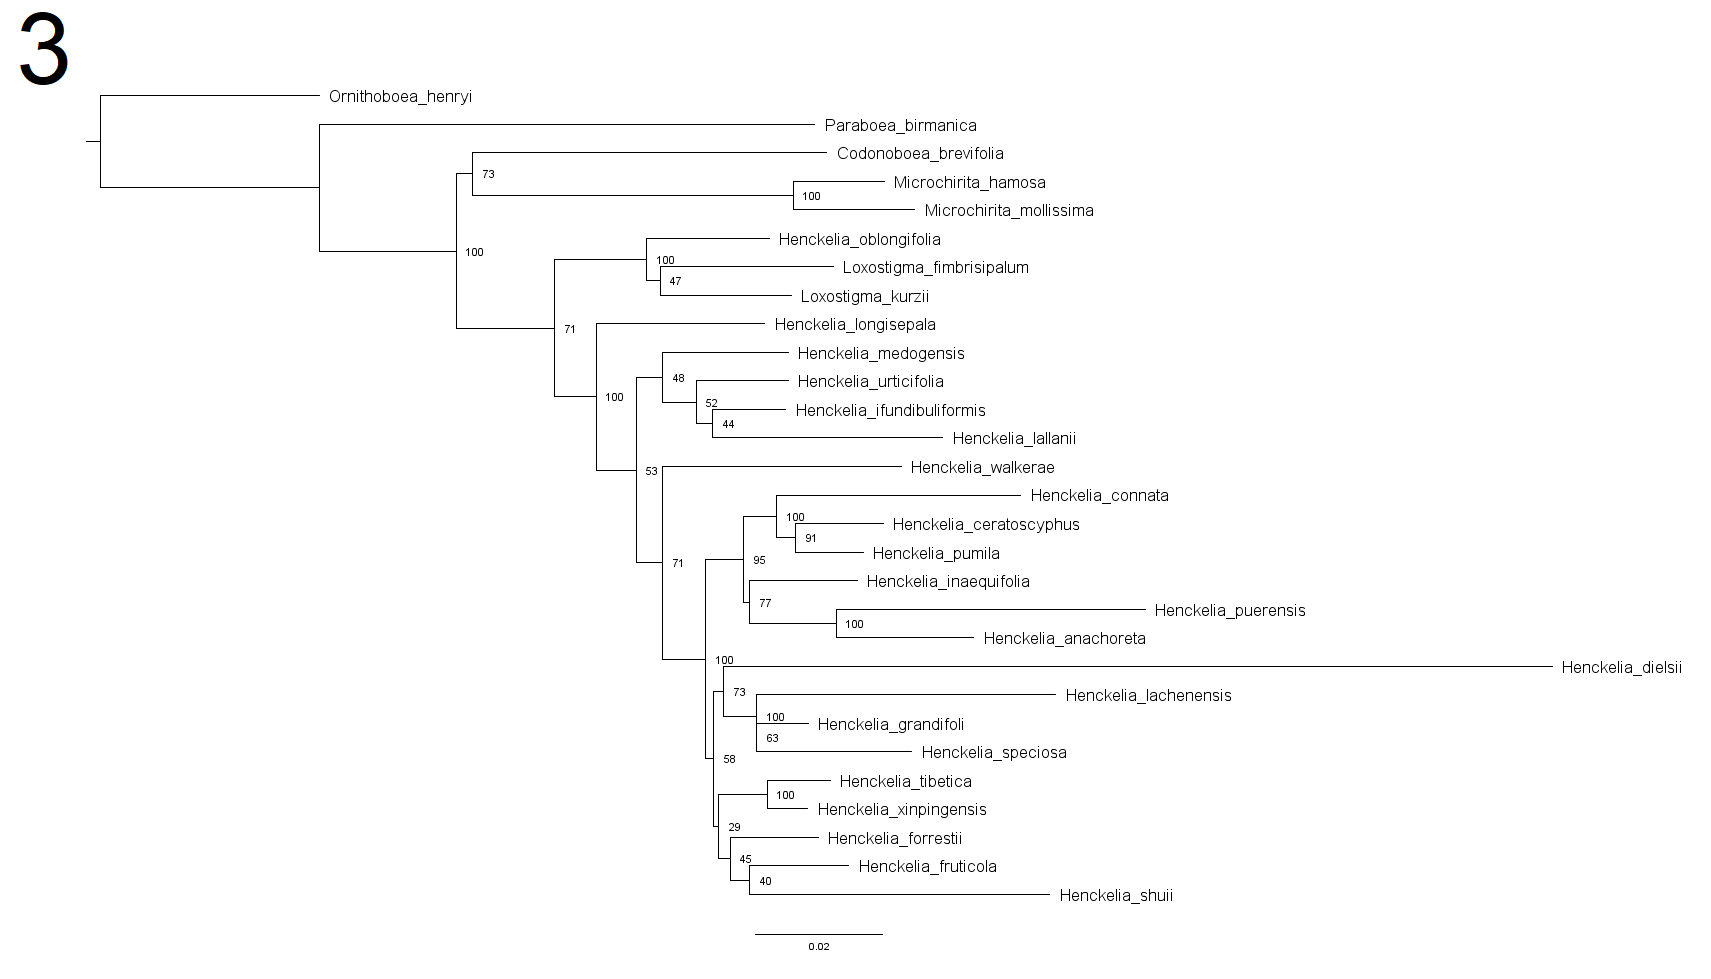 3
Ornithoboea_henryi
Paraboea_birmanica
Codonoboea_brevifolia
73
Microchirita_hamosa
100
Microchirita_mollissima
Henckelia_oblongifolia
100
100
Loxostigma_fimbrisipalum
47
Loxostigma_kurzii
Henckelia_longisepala
71
Henckelia_medogensis
48
Henckelia_urticifolia
100
52
Henckelia_ifundibuliformis
44
Henckelia_lallanii
Henckelia_walkerae
53
Henckelia_connata
100
Henckelia_ceratoscyphus
91
Henckelia_pumila
95
71
Henckelia_inaequifolia
77
Henckelia_puerensis
100
Henckelia_anachoreta
100
Henckelia_dielsii
73
Henckelia_lachenensis
100
Henckelia_grandifoli
63
Henckelia_speciosa
58
Henckelia_tibetica
100
Henckelia_xinpingensis
29
Henckelia_forrestii
45
Henckelia_fruticola
40
Henckelia_shuii
0.02